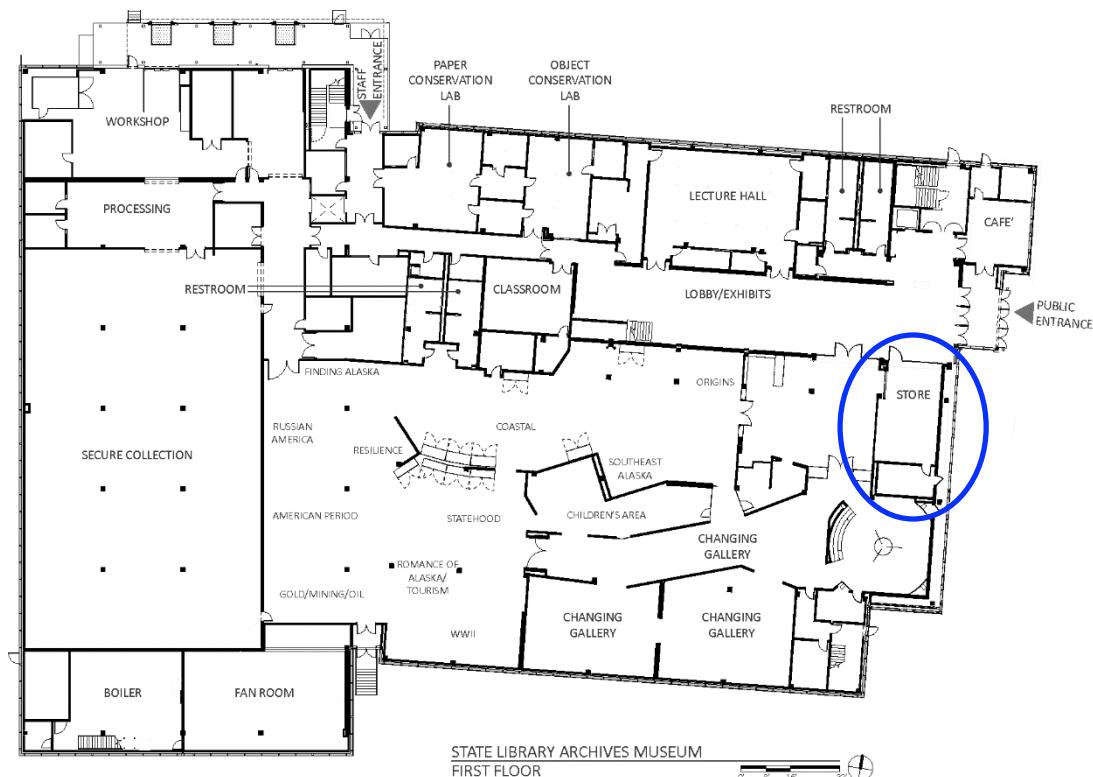 PAPER
CONSERVATION
LAB
OBJECT
CONSERVATION
LAB
STAFF
ENTRANCE
RESTROOM
WORKSHOP
LECTURE HALL
PROCESSING
CAFE'
RESTROOM
CLASSROOM
LOBBY/EXHIBITS
PUBLIC
ENTRANCE
FINDING ALASKA
ORIGINS
STORE
RUSSIAN
AMERICA
COASTAL
RESILIENCE
SECURE COLLECTION
SOUTHEAST
ALASKA
AMERICAN PERIOD
STATEHOOD
CHILDREN'S AREA
CHANGING
GALLERY
ROMANCE OF
ALASKA/
TOURISM
GOLD/MINING/OIL
CHANGING
GALLERY
CHANGING
GALLERY
WWII
BOILER
FAN ROOM
STATE LIBRARY ARCHIVES MUSEUM
FIRST FLOOR